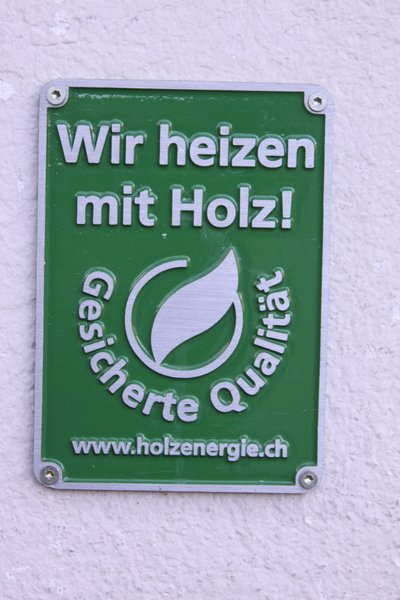 Wir heizen
mit Holz!
Gesicherte Qualität
www.holzenergie.ch